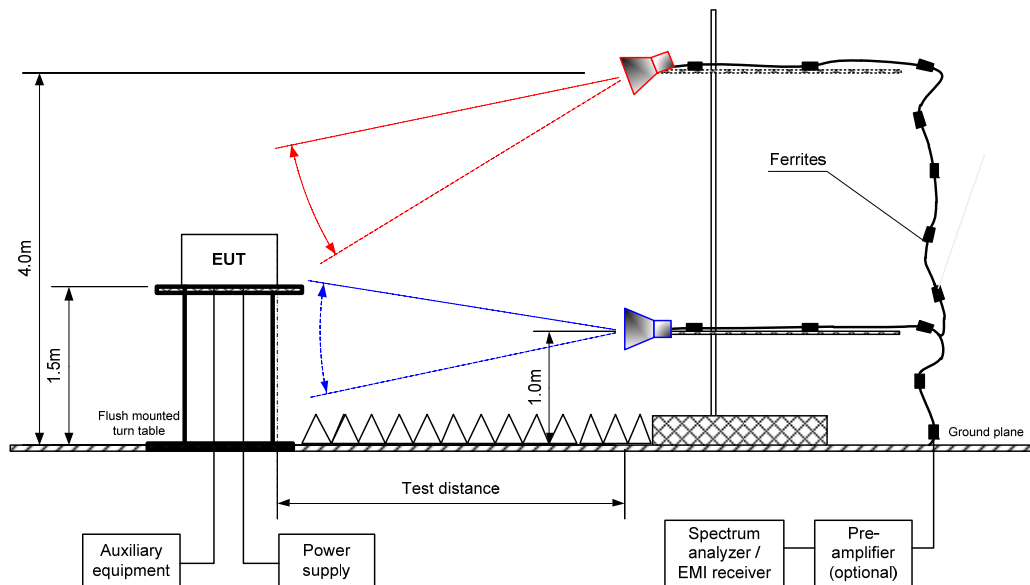 Ferrites
EUT
4.0m
1.5m
1.0m
Flush mounted
turn table
Ground plane
Test distance
Auxiliary
equipment
Power
supply
Spectrum
analyzer /
EMI receiver
Pre-
amplifier
(optional)